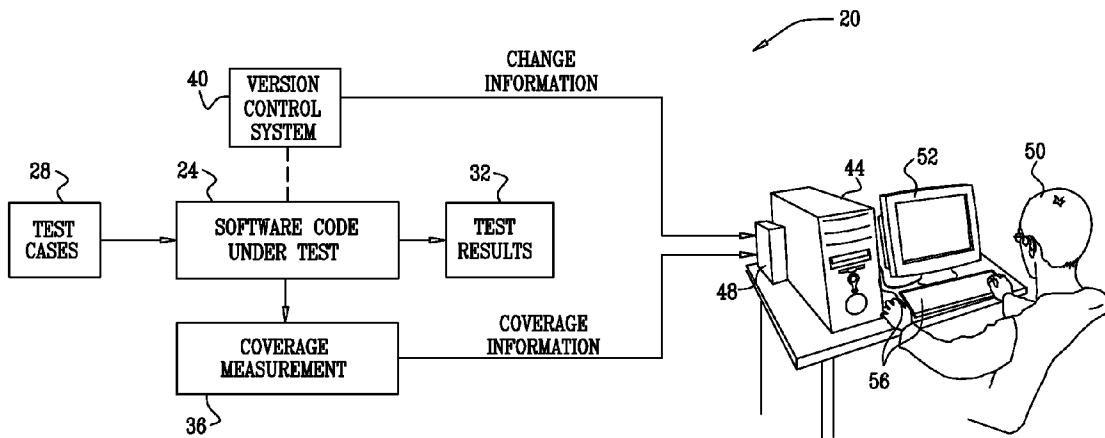 20
CHANGE
INFORMATION
40
VERSION
CONTROL
SYSTEM
28
24
32
44
52
50
TEST
CASES
SOFTWARE CODE
UNDER TEST
TEST
RESULTS
48
COVERAGE
INFORMATION
COVERAGE
MEASUREMENT
56
36